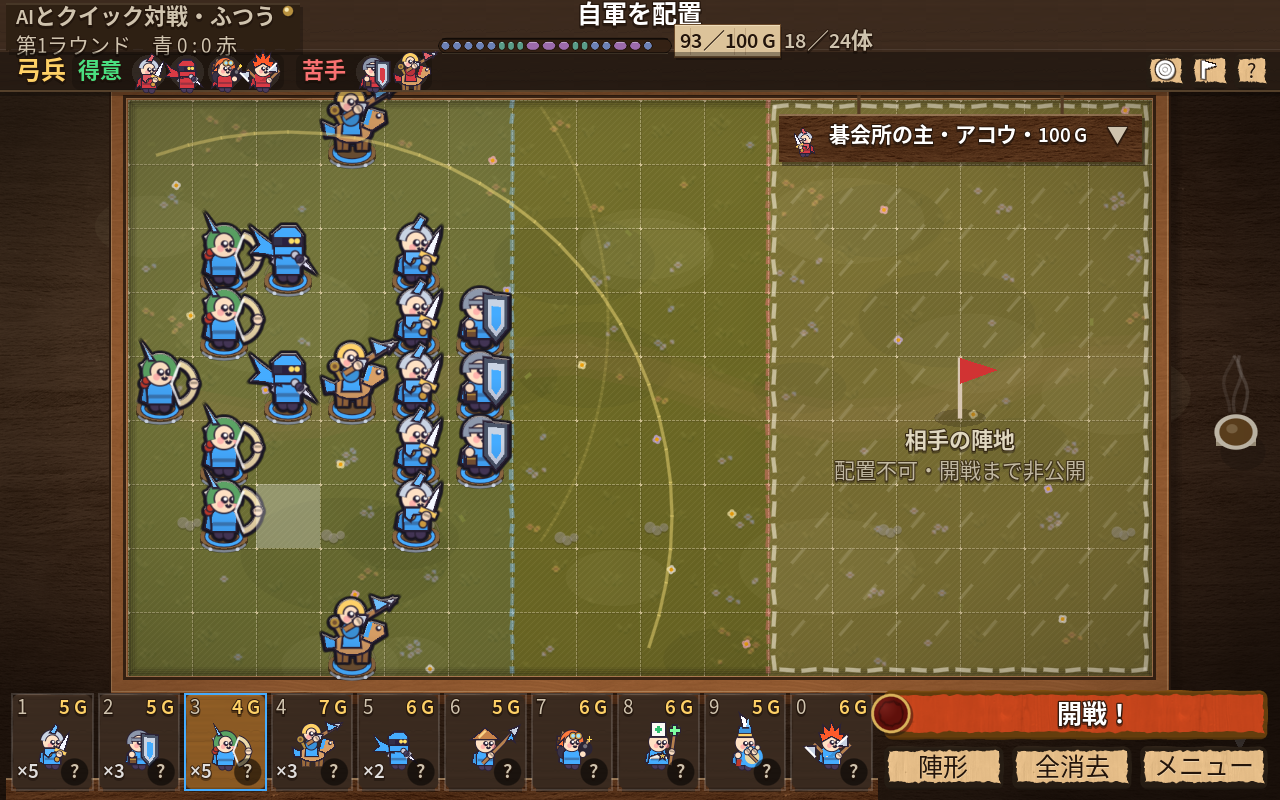 AIとクイック対戦・ふつう
第1ラウンド 青 0 : 0 赤
自軍を配置
93／100 G
18／24体
弓兵 得意
苦手
?
碁会所の主・アコウ・100 G ▼
相手の陣地
配置不可・開戦まで非公開
1 5 G
×5 ?
2 5 G
×3 ?
3 4 G
×5 ?
4 7 G
×3 ?
5 6 G
×2 ?
6 5 G
?
7 6 G
?
8 6 G
?
9 5 G
?
0 6 G
?
開戦！
陣形
全消去
メニュー